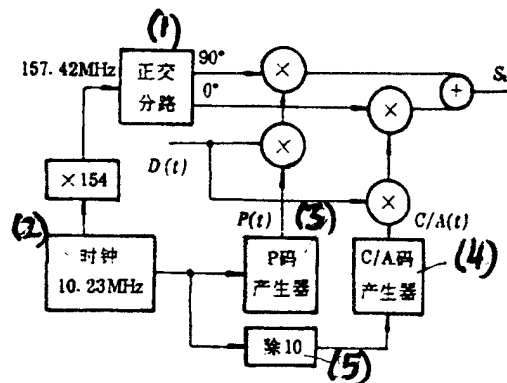 (1)
157.42MHz
正交
分路
90°
0°
×
×
+
×154
D(t)
×
×
P(t)
(3)
C/A(t)
(2)
时钟
10.23MHz
P码
产生器
C/A码
产生器
(4)
除10
(5)